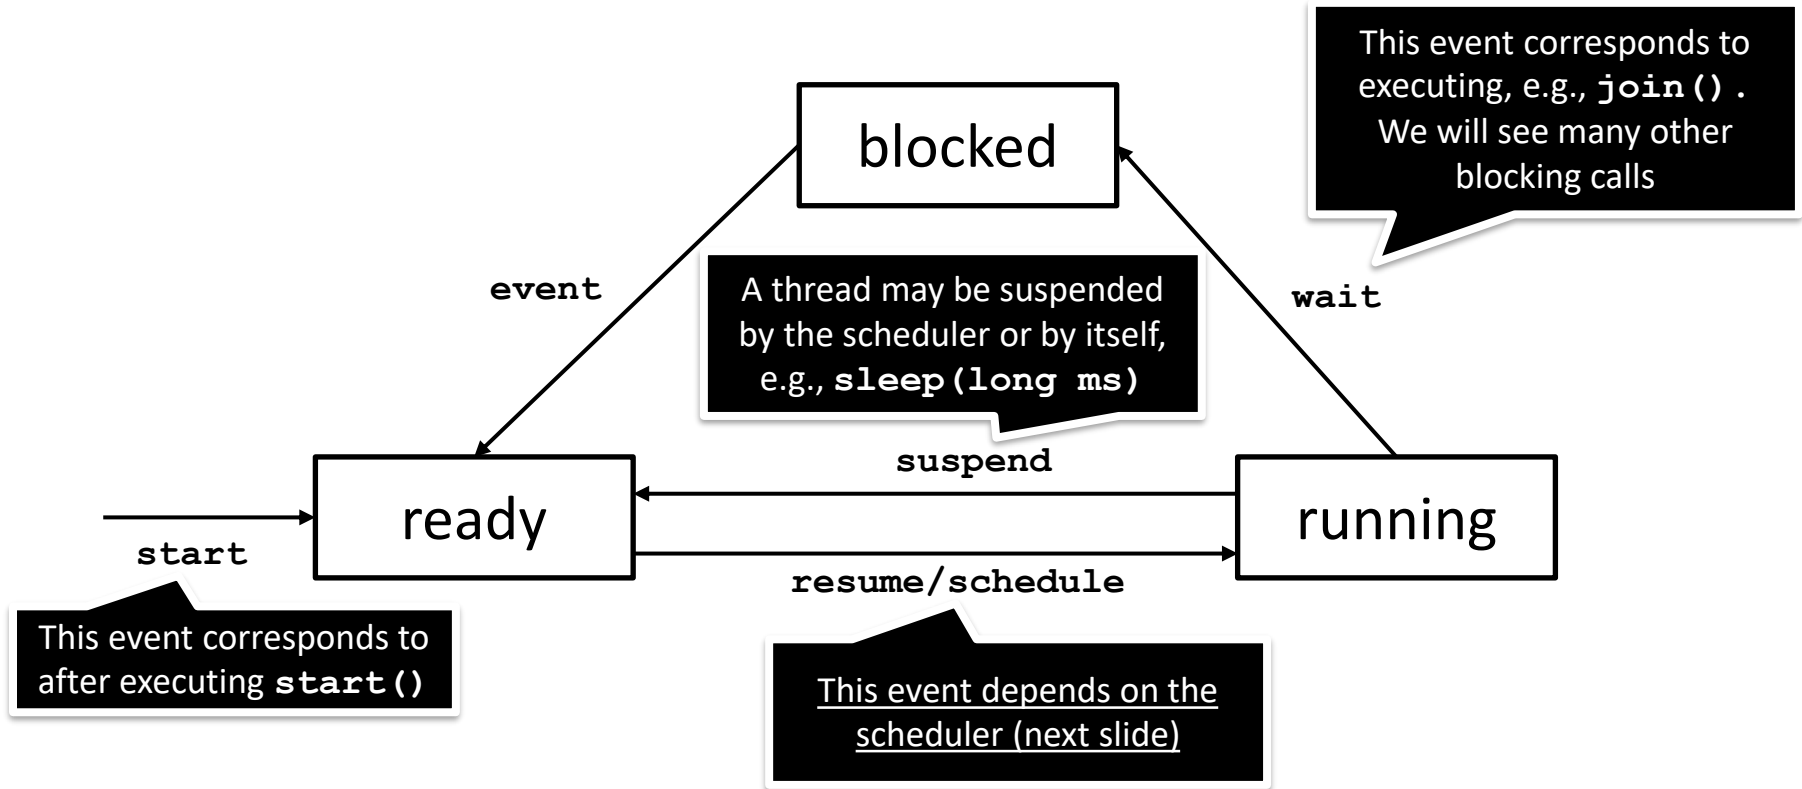 This event corresponds to
executing, e.g., join().
We will see many other
blocking calls
blocked
event
A thread may be suspended
by the scheduler or by itself,
e.g., sleep(long ms)
wait
suspend
ready
running
start
resume/schedule
This event corresponds to
after executing start()
This event depends on the
scheduler (next slide)